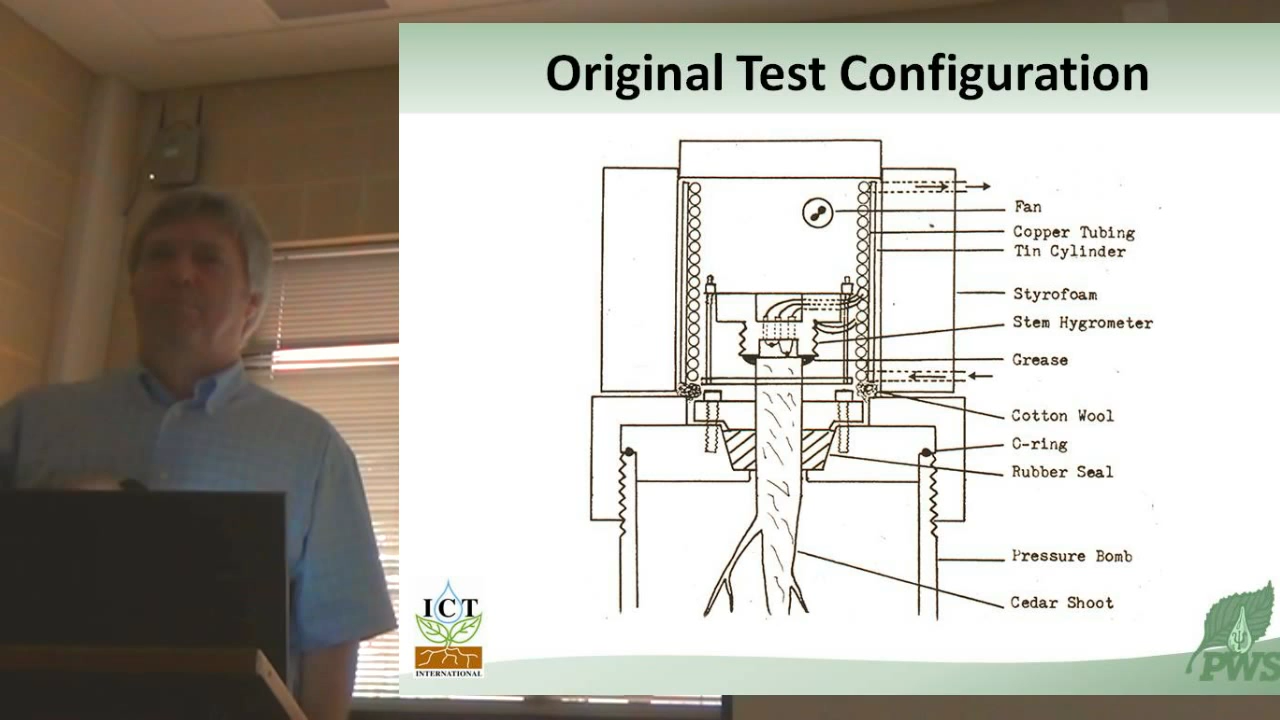 Original Test Configuration
Fan
Copper Tubing
Tin Cylinder
Styrofoam
Stem Hygrometer
Grease
Cotton Wool
O-ring
Rubber Seal
Pressure Bomb
Cedar Shoot
ICT
INTERNATIONAL
PWS